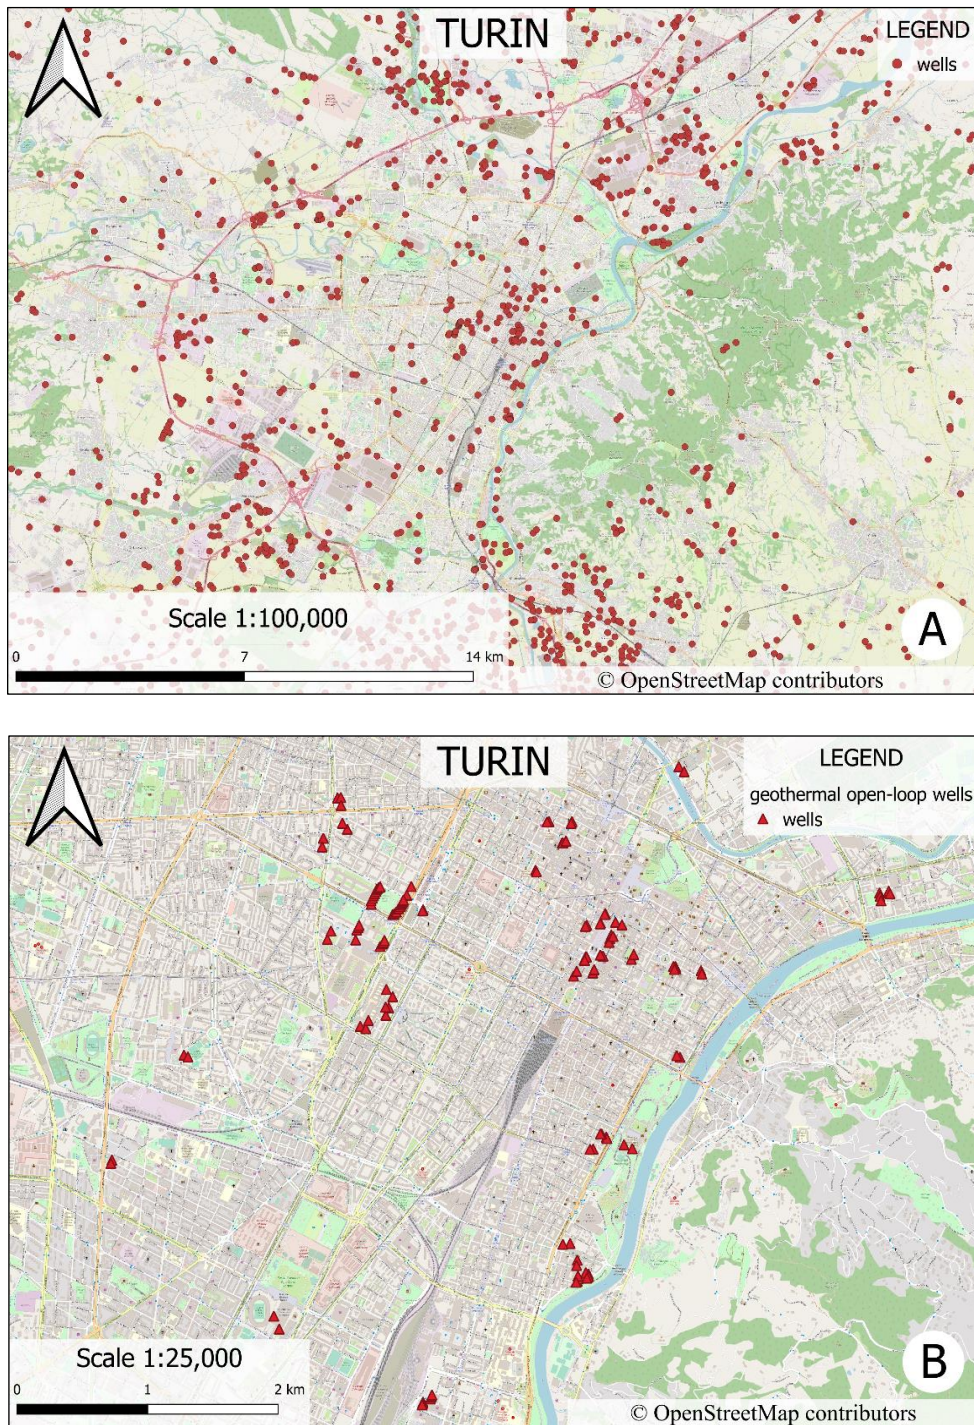 TURIN
LEGEND
wells
Scale 1:100,000
0 7 14 km
A
© OpenStreetMap contributors
TURIN
LEGEND
geothermal open-loop wells
wells
Scale 1:25,000
0 1 2 km
B
© OpenStreetMap contributors